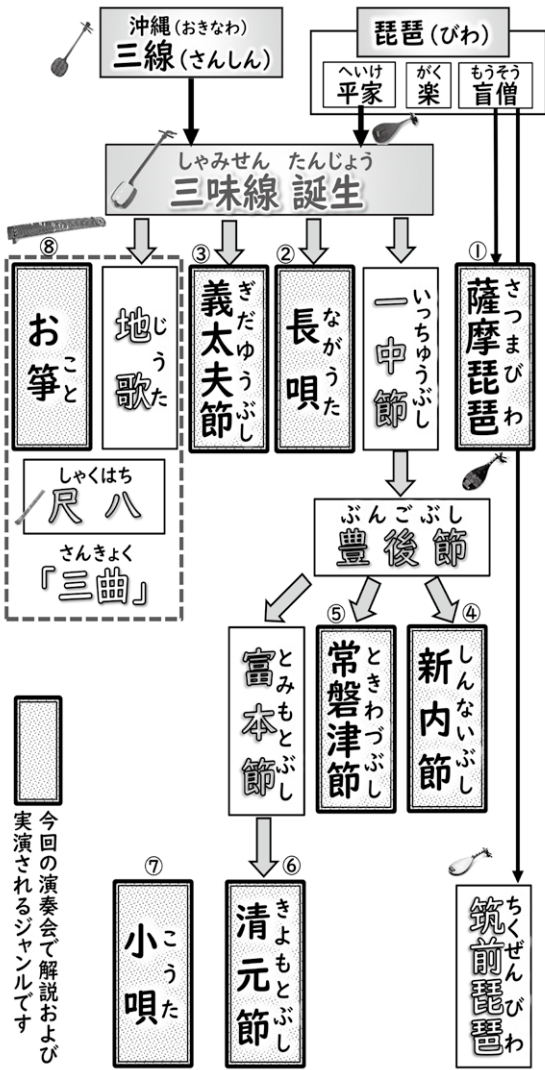 沖縄(おきなわ)
三線(さんしん)
琵琶(びわ)
へいけ
平家
がく
楽
もうそう
盲僧
しゃみせん たんじょう
三味線 誕生
①
薩摩琵琶
さつまびわ
一中節
いっちゅうぶし
②
長唄
ながうた
③
義太夫節
ぎだゆうぶし
地歌
じうた
⑧
お箏
こと
しゃくはち
尺八
さんきょく
「三曲」
ぶんごぶし
豊後節
④
新内節
しんないぶし
⑤
常磐津節
ときわづぶし
富本節
とみもとぶし
⑥
清元節
きよもとぶし
⑦
小唄
こうた
筑前琵琶
ちくぜんびわ
今回の演奏会で解説および
実演されるジャンルです